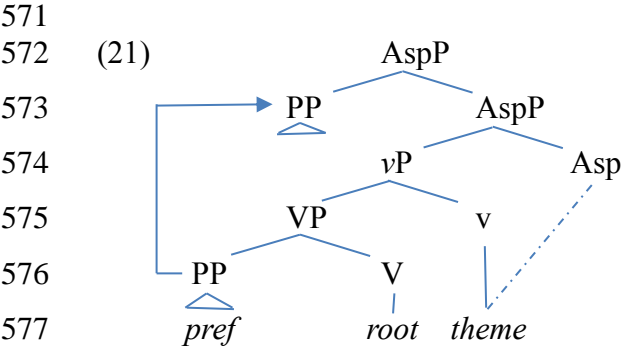 571
572 (21) AspP
573 PP AspP
574 vP Asp
575 VP v
576 PP V
577 pref root theme